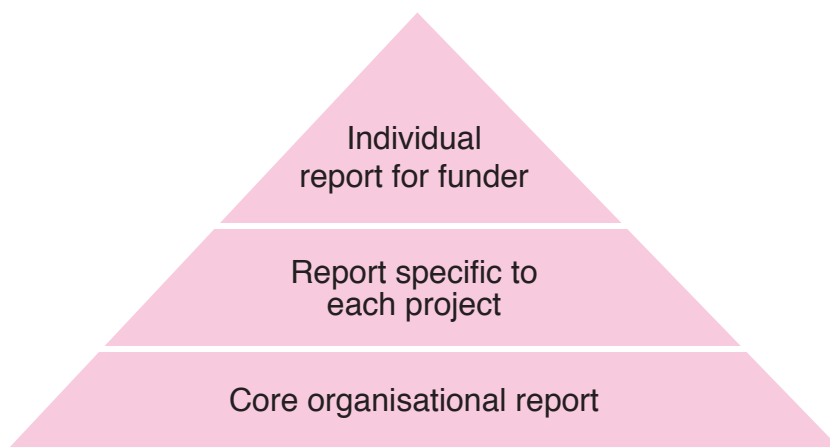 Individual
report for funder
Report specific to
each project
Core organisational report